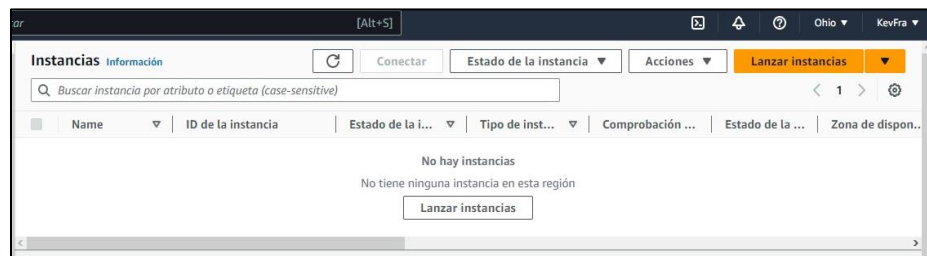 car [Alt+S] Ohio KevFra
Instancias Información Conectar Estado de la instancia Acciones Lanzar instancias
Buscar instancia por atributo o etiqueta (case-sensitive) 1
Name ID de la instancia Estado de la i... Tipo de inst... Comprobación ... Estado de la ... Zona de dispon..
No hay instancias
No tiene ninguna instancia en esta región
Lanzar instancias